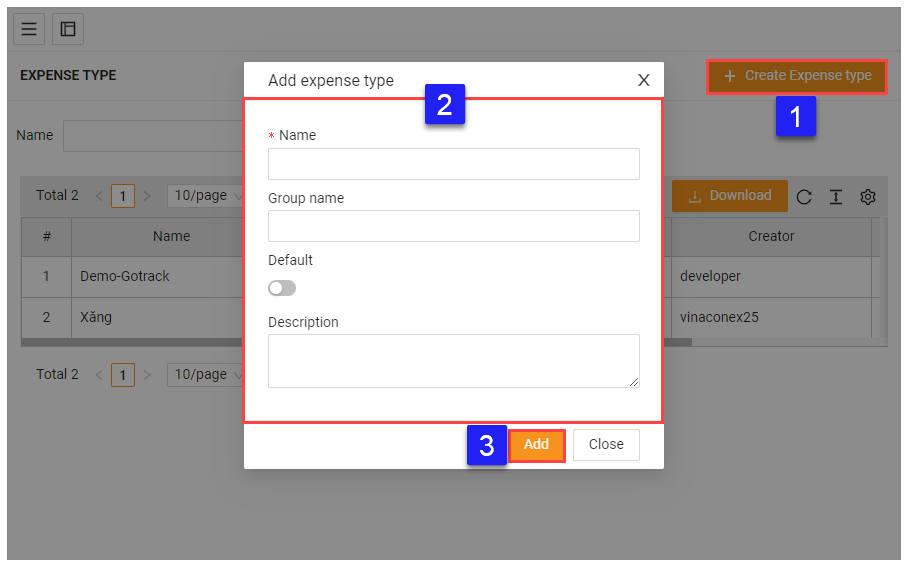 EXPENSE TYPE
+ Create Expense type
1
Add expense type
X
2
Name
* Name
Group name
Default
Description
Total 2 < 1 > 10/page
Download
# Name Creator
1 Demo-Gotrack developer
2 Xăng vinaconex25
Total 2 < 1 > 10/page
3
Add
Close